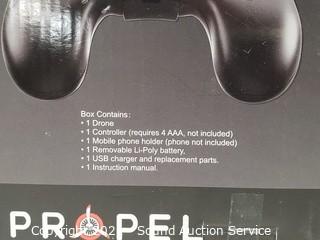 Box Contains:
• 1 Drone
• 1 Controller (requires 4 AAA, not included)
• 1 Mobile phone holder (phone not included)
• 1 Removable Li-Poly battery,
• 1 USB charger and replacement parts.
• 1 Instruction manual.
PROPEL
Copyright Sound Auction Service